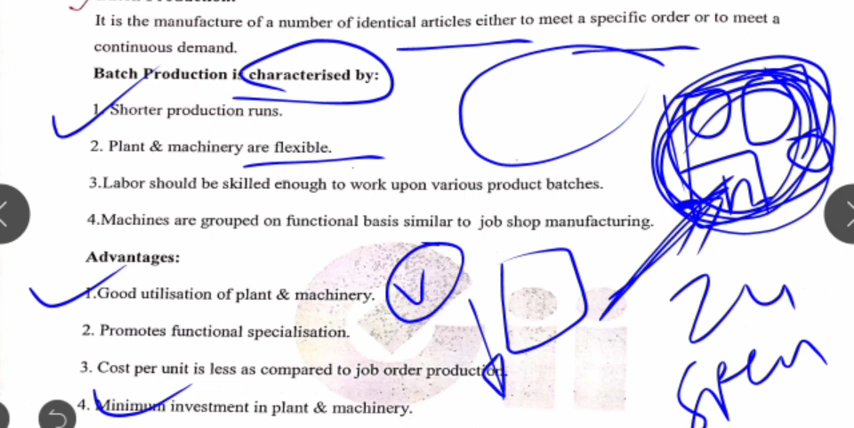 It is the manufacture of a number of identical articles either to meet a specific order or to meet a
continuous demand.
Batch Production is characterised by:
1. Shorter production runs.
2. Plant & machinery are flexible.
3.Labor should be skilled enough to work upon various product batches.
4.Machines are grouped on functional basis similar to job shop manufacturing.
Advantages:
1.Good utilisation of plant & machinery.
2. Promotes functional specialisation.
3. Cost per unit is less as compared to job order production.
4. Minimum investment in plant & machinery.